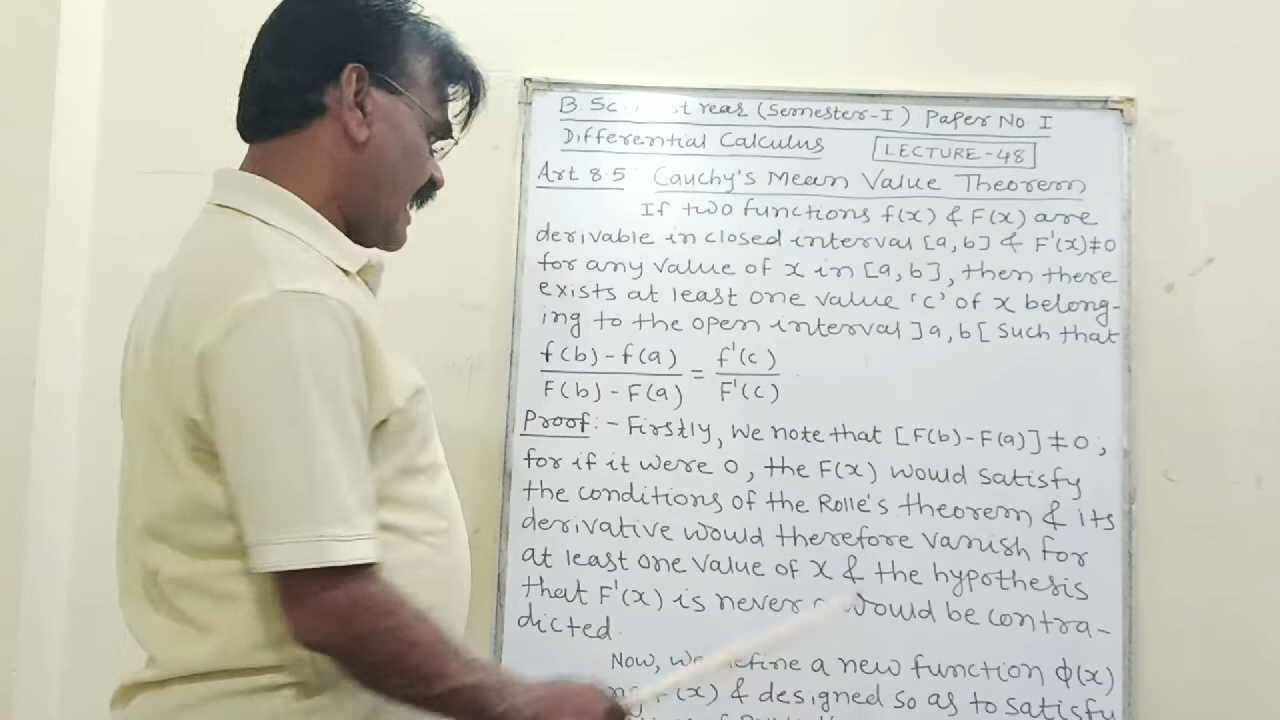 B.Sc. t Year (Semester-I) Paper No I
Differential Calculus LECTURE-48
Art 8.5 Cauchy's Mean Value Theorem
If two functions f(x) & F(x) are
derivable in closed interval [a,b] & F'(x)≠0
for any value of x in [a,b], then there
exists at least one value 'c' of x belong-
ing to the open interval ]a,b[ such that
f(b)-f(a) / F(b)-F(a) = f'(c) / F'(c)
Proof:- Firstly, we note that [F(b)-F(a)]≠0;
for if it were 0, the F(x) would satisfy
the conditions of the Rolle's theorem & its
derivative would therefore vanish for
at least one value of x & the hypothesis
that F'(x) is never would be contra-
dicted.
Now, we define a new function φ(x)
(x) & designed so as to satisfy